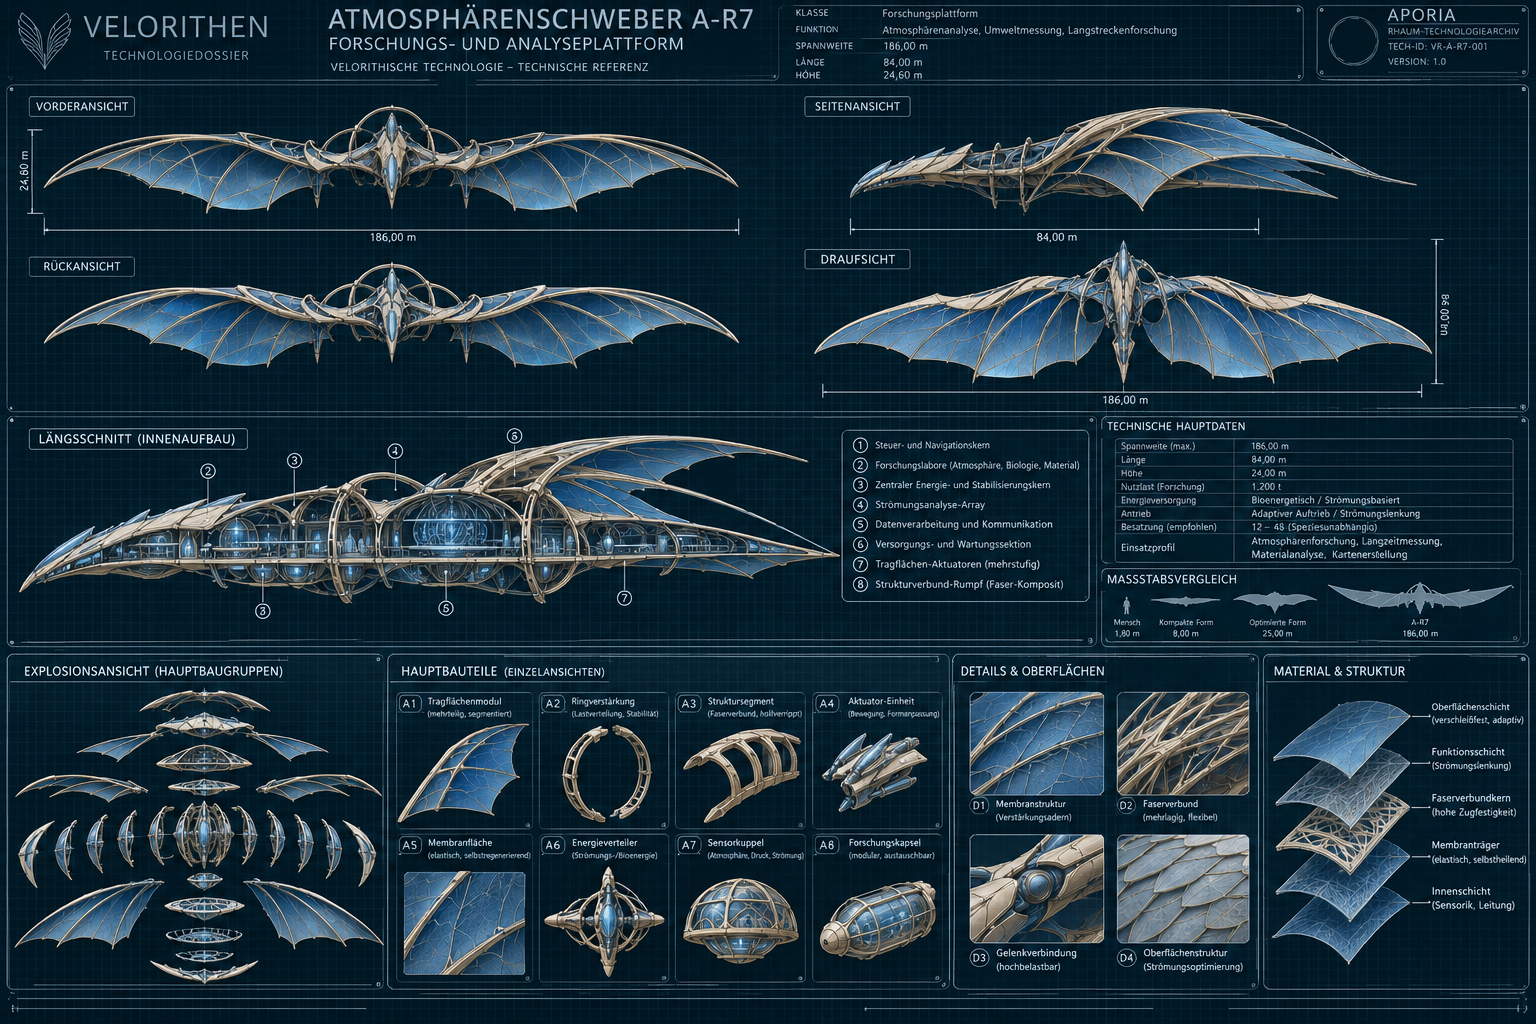 VELORITHEN
TECHNOLOGIEDOSSIER
ATMOSPHÄRENSCHWEBER A-R7
FORSCHUNGS- UND ANALYSEPLATTFORM
VELORITHISCHE TECHNOLOGIE – TECHNISCHE REFERENZ
KLASSE Forschungsplattform
FUNKTION Atmosphärenanalyse, Umweltmessung, Langstreckenforschung
SPANNWEITE 186,00 m
LÄNGE 84,00 m
HÖHE 24,60 m
APORIA
RHAUM-TECHNOLOGIEARCHIV
TECH-ID: VR-A-R7-001
VERSION: 1.0
VORDERANSICHT
24,60 m
186,00 m
SEITENANSICHT
84,00 m
RÜCKANSICHT
DRAUFSICHT
186,00 m
LÄNGSSCHNITT (INNENAUFBAU)
2
3
4
3
5
7
1 Steuer- und Navigationskern
2 Forschungslabore (Atmosphäre, Biologie, Material)
3 Zentraler Energie- und Stabilisierungskern
4 Strömungsanalyse-Array
5 Datenverarbeitung und Kommunikation
6 Versorgungs- und Wartungssektion
7 Tragflächen-Aktuatoren (mehrstufig)
8 Strukturverbund-Rumpf (Faser-Komposit)
TECHNISCHE HAUPTDATEN
Spannweite (max.) 186,00 m
Länge 84,00 m
Höhe 24,00 m
Nutzlast (Forschung) 1.200 t
Energieversorgung Bioenergetisch / Strömungsbasiert
Antrieb Adaptiver Auftrieb / Strömungslenkung
Besatzung (empfohlen) 12 – 48 (Speziesunabhängig)
Einsatzprofil Atmosphärenforschung, Langzeitmessung,
Materialanalyse, Kartenerstellung
MASSSTABSVERGLEICH
Mensch
1,80 m
Kompakte Form
8,00 m
Optimierte Form
25,00 m
A-R7
186,00 m
EXPLOSIONSANSICHT (HAUPTBAUGRUPPEN)
HAUPTBAUTEILE (EINZELANSICHTEN)
A1 Tragflächenmodul
(mehrteilig, segmentiert)
A2 Ringverstärkung
(Lastverteilung, Stabilität)
A3 Struktursegment
(Faserverbund, hohlverrippt)
A4 Aktuator-Einheit
(Bewegung, Formanpassung)
A5 Membranfläche
(elastisch, selbstregenerierend)
A6 Energieverteiler
(Strömungs-/Bioenergie)
A7 Sensorkuppel
(Atmosphäre, Druck, Strömung)
A8 Forschungskapsel
(modular, austauschbar)
DETAILS & OBERFLÄCHEN
D1 Membranstruktur
(Verstärkungsadern)
D2 Faserverbund
(mehrlagig, flexibel)
D3 Gelenkverbindung
(hochbelastbar)
D4 Oberflächenstruktur
(Strömungsoptimierung)
MATERIAL & STRUKTUR
Oberflächenschicht
(verschleißfest, adaptiv)
Funktionsschicht
(Strömungslenkung)
Faserverbundkern
(hohe Zugfestigkeit)
Membranträger
(elastisch, selbstheilend)
Innenschicht
(Sensorik, Leitung)